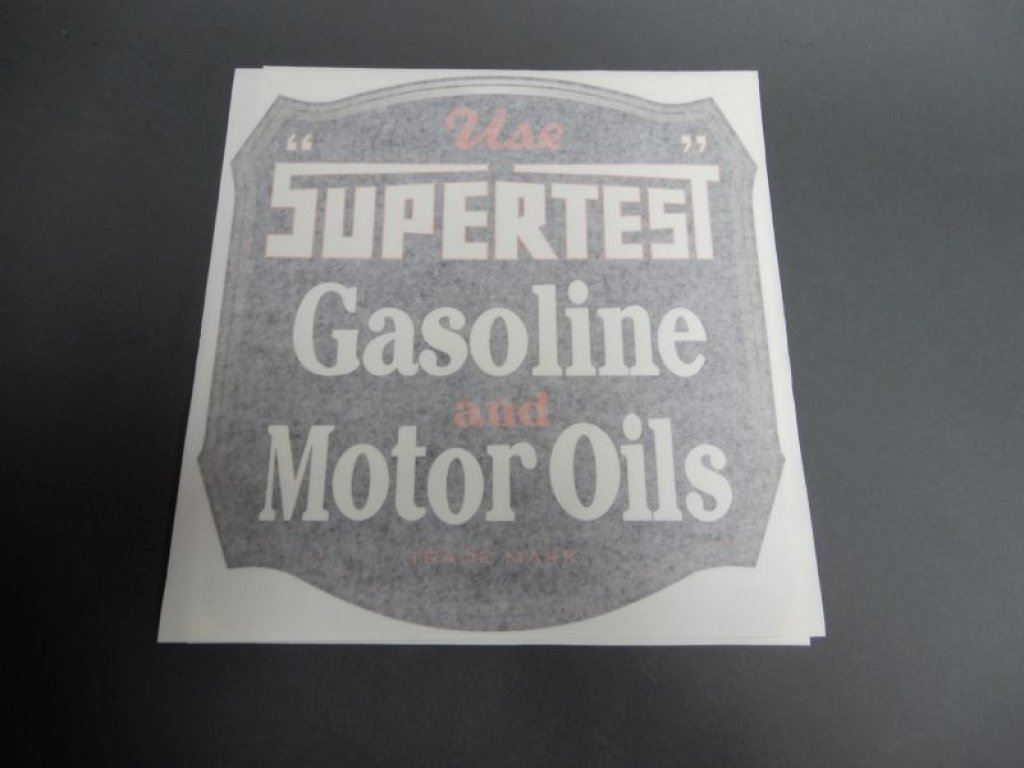 Use
“SUPERTEST”
Gasoline
and
Motor Oils
TRADE MARK